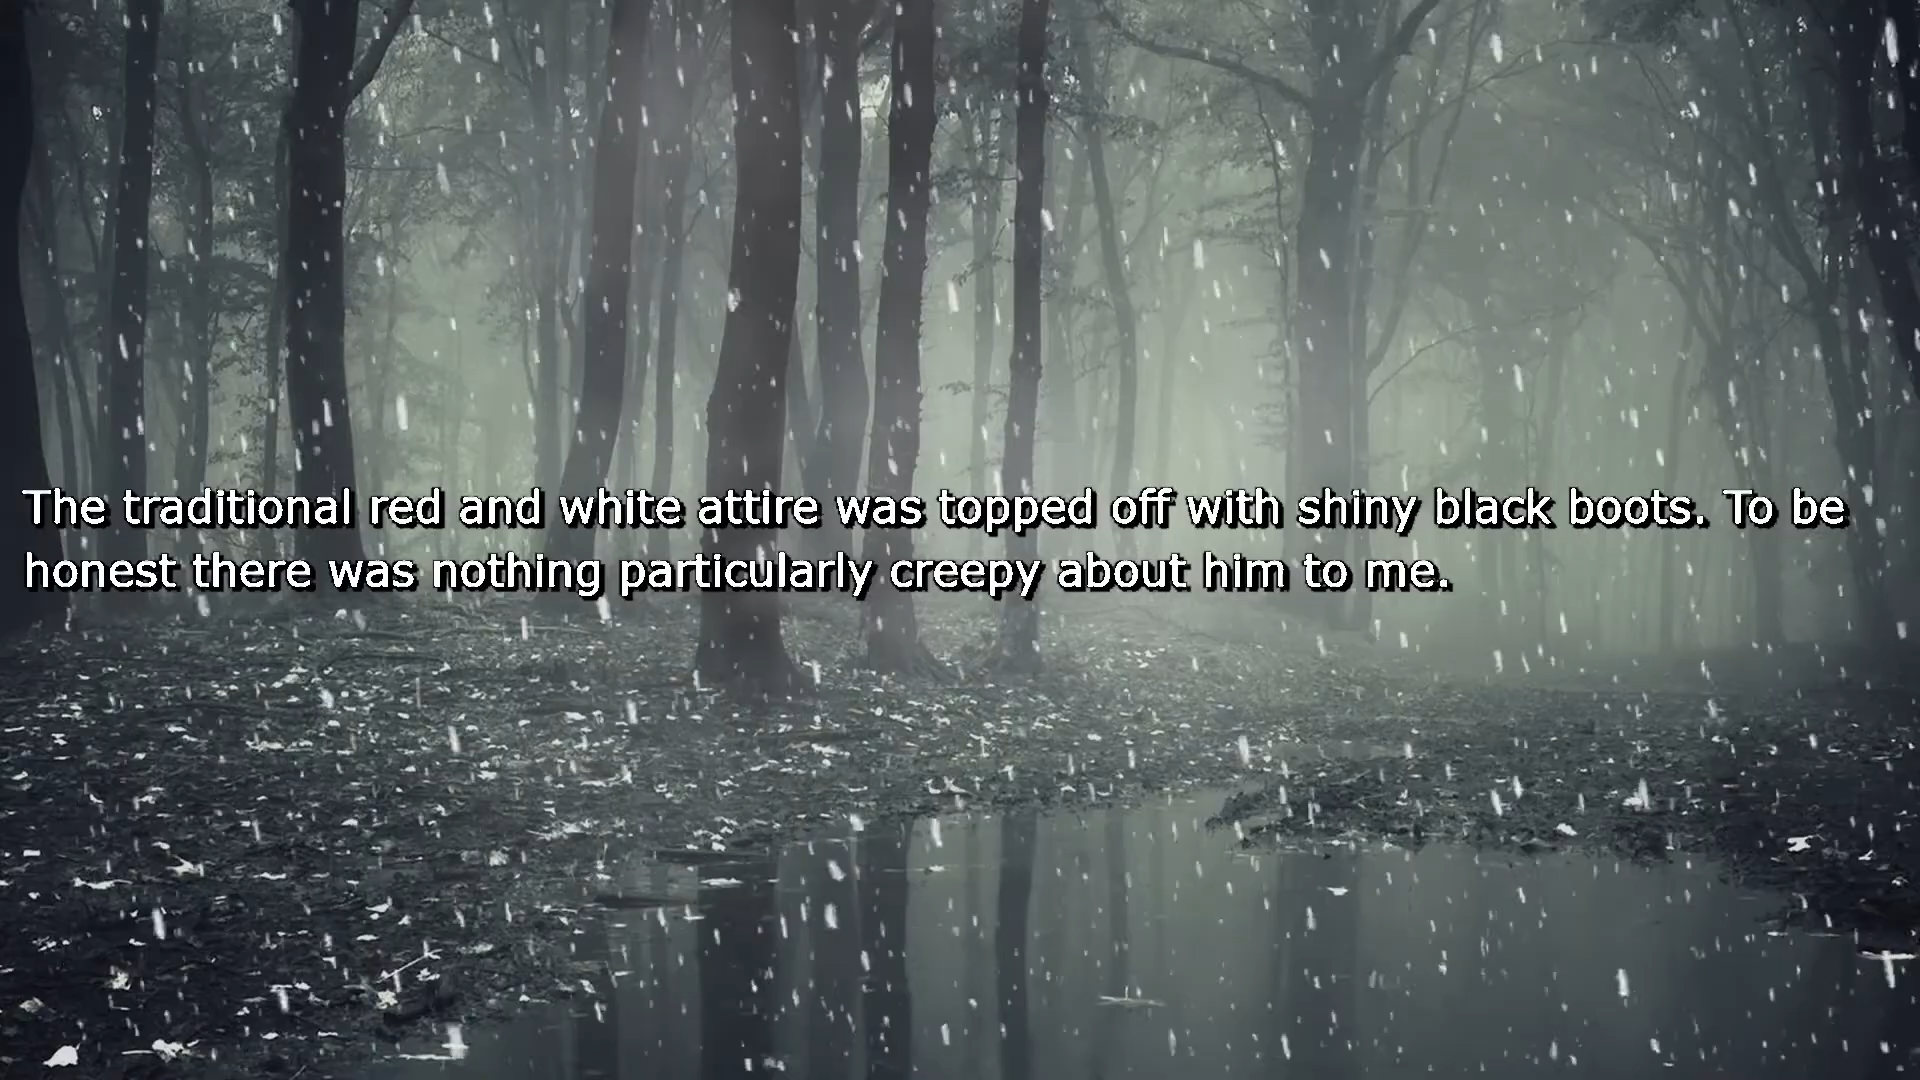 The traditional red and white attire was topped off with shiny black boots. To be
honest there was nothing particularly creepy about him to me.